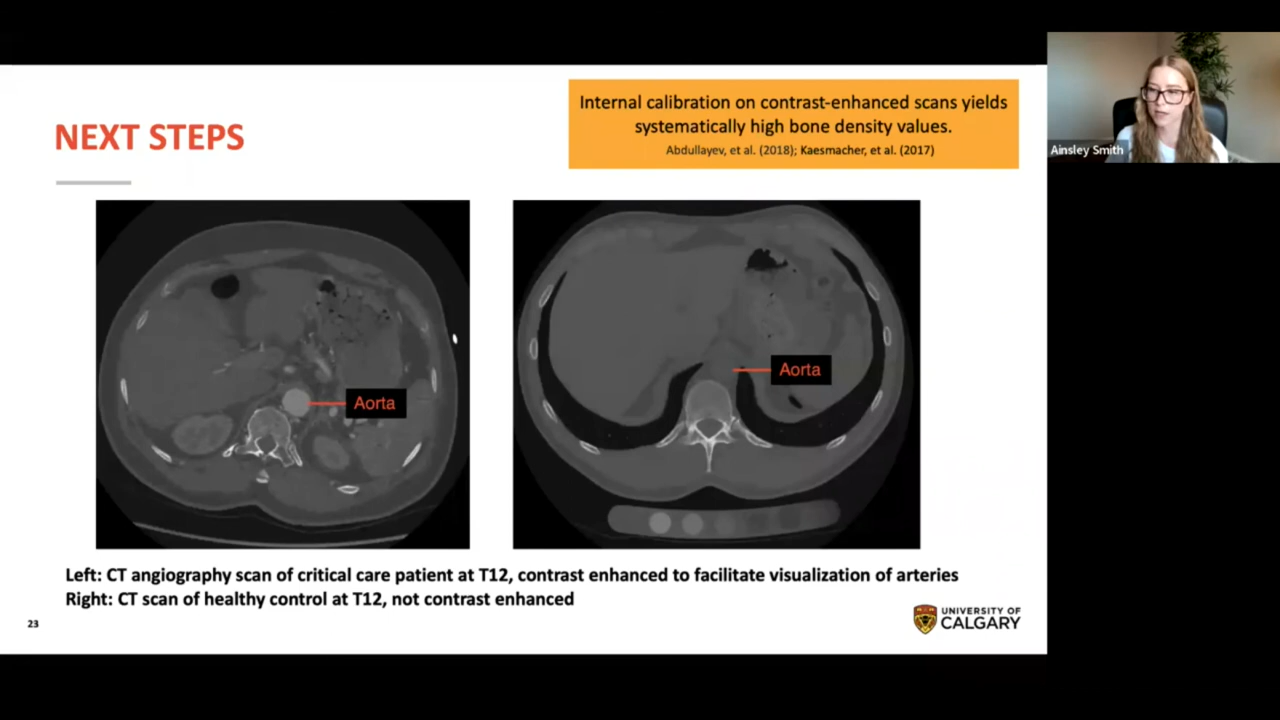 NEXT STEPS
Internal calibration on contrast-enhanced scans yields
systematically high bone density values.
Abdullayev, et al. (2018); Kaesmacher, et al. (2017)
Ainsley Smith
Aorta
Aorta
Left: CT angiography scan of critical care patient at T12, contrast enhanced to facilitate visualization of arteries
Right: CT scan of healthy control at T12, not contrast enhanced
23
UNIVERSITY OF
CALGARY